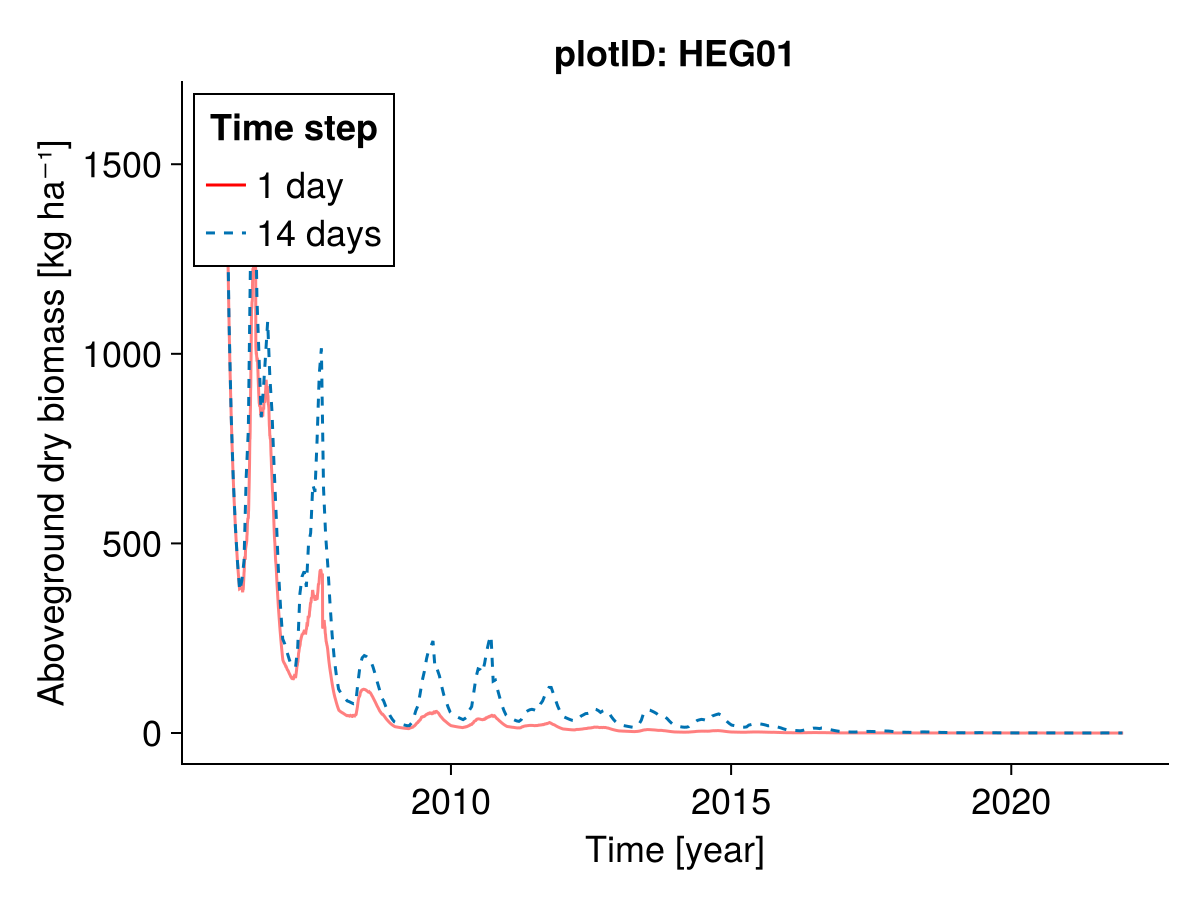 plotID: HEG01
Time step
1 day
14 days
Aboveground dry biomass [kg ha⁻¹]
1500
1000
500
0
2010 2015 2020
Time [year]